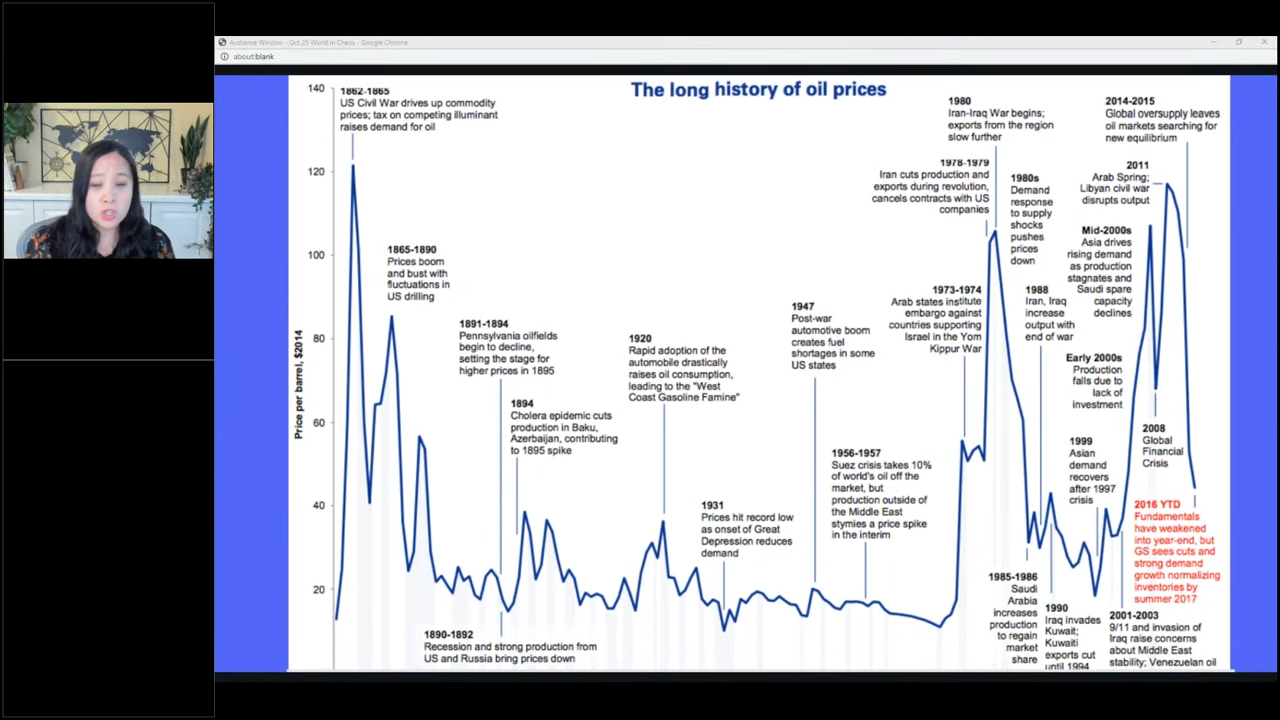 Audience Window - Oct 25 World in Chaos - Google Chrome
about:blank
The long history of oil prices
140
120
100
80
60
40
20
Price per barrel, $2014
1862-1865
US Civil War drives up commodity
prices; tax on competing illuminant
raises demand for oil
1865-1890
Prices boom
and bust with
fluctuations in
US drilling
1891-1894
Pennsylvania oilfields
begin to decline,
setting the stage for
higher prices in 1895
1894
Cholera epidemic cuts
production in Baku,
Azerbaijan, contributing
to 1895 spike
1890-1892
Recession and strong production from
US and Russia bring prices down
1920
Rapid adoption of the
automobile drastically
raises oil consumption,
leading to the "West
Coast Gasoline Famine"
1931
Prices hit record low
as onset of Great
Depression reduces
demand
1947
Post-war
automotive boom
creates fuel
shortages in some
US states
1956-1957
Suez crisis takes 10%
of world's oil off the
market, but
production outside of
the Middle East
stymies a price spike
in the interim
1973-1974
Arab states institute
embargo against
countries supporting
Israel in the Yom
Kippur War
1978-1979
Iran cuts production and
exports during revolution,
cancels contracts with US
companies
1980
Iran-Iraq War begins;
exports from the region
slow further
1980s
Demand
response
to supply
shocks
pushes
prices
down
1985-1986
Saudi
Arabia
increases
production
to regain
market
share
1988
Iran, Iraq
increase
output with
end of war
1990
Iraq invades
Kuwait;
Kuwaiti
exports cut
until 1994
1999
Asian
demand
recovers
after 1997
crisis
Early 2000s
Production
falls due to
lack of
investment
2001-2003
9/11 and invasion of
Iraq raise concerns
about Middle East
stability; Venezuelan oil
Mid-2000s
Asia drives
rising demand
as production
stagnates and
Saudi spare
capacity
declines
2008
Global
Financial
Crisis
2011
Arab Spring;
Libyan civil war
disrupts output
2014-2015
Global oversupply leaves
oil markets searching for
new equilibrium
2016 YTD
Fundamentals
have weakened
into year-end, but
GS sees cuts and
strong demand
growth normalizing
inventories by
summer 2017